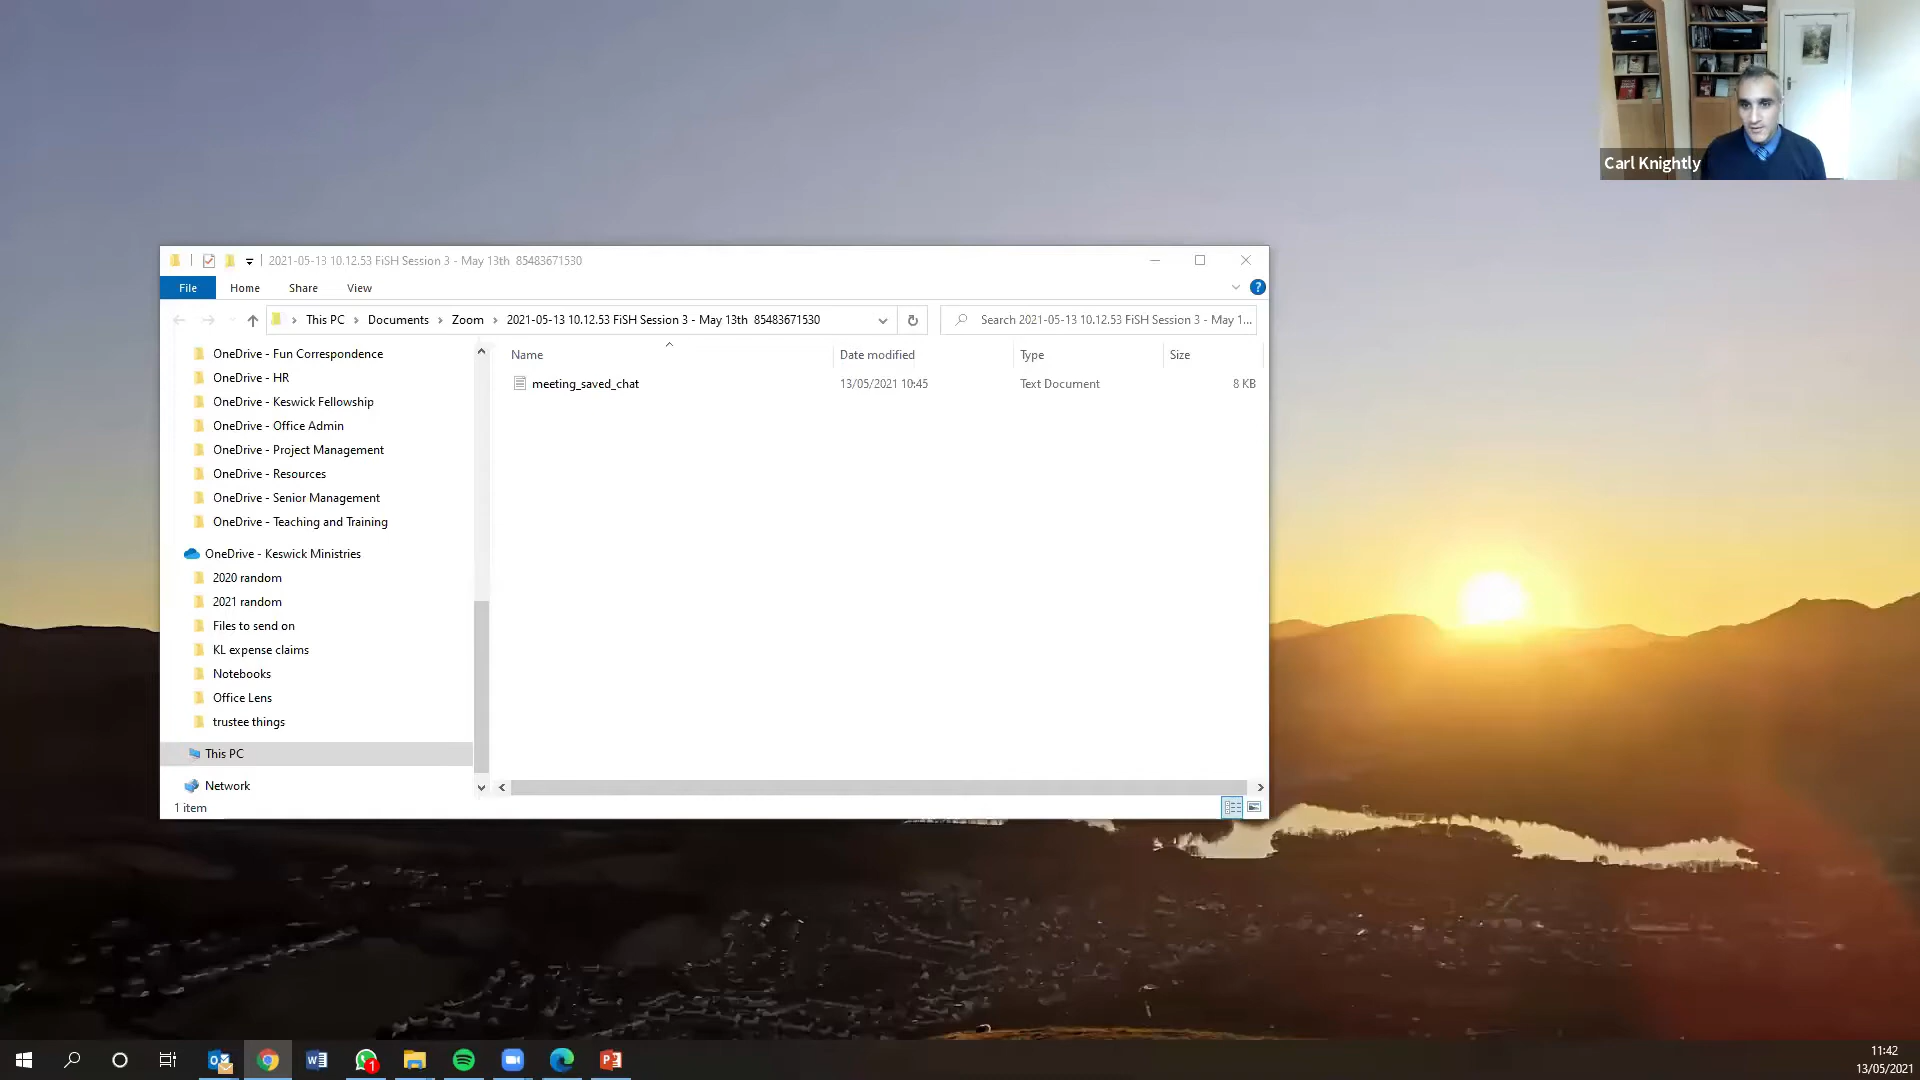 Carl Knightly
2021-05-13 10.12.53 FiSH Session 3 - May 13th 85483671530
File Home Share View
This PC Documents Zoom 2021-05-13 10.12.53 FiSH Session 3 - May 13th 85483671530 Search 2021-05-13 10.12.53 FiSH Session 3 - May 1...
Name Date modified Type Size
meeting_saved_chat 13/05/2021 10:45 Text Document 8 KB
OneDrive - Fun Correspondence
OneDrive - HR
OneDrive - Keswick Fellowship
OneDrive - Office Admin
OneDrive - Project Management
OneDrive - Resources
OneDrive - Senior Management
OneDrive - Teaching and Training
OneDrive - Keswick Ministries
2020 random
2021 random
Files to send on
KL expense claims
Notebooks
Office Lens
trustee things
This PC
Network
1 item
1
11:42
13/05/2021